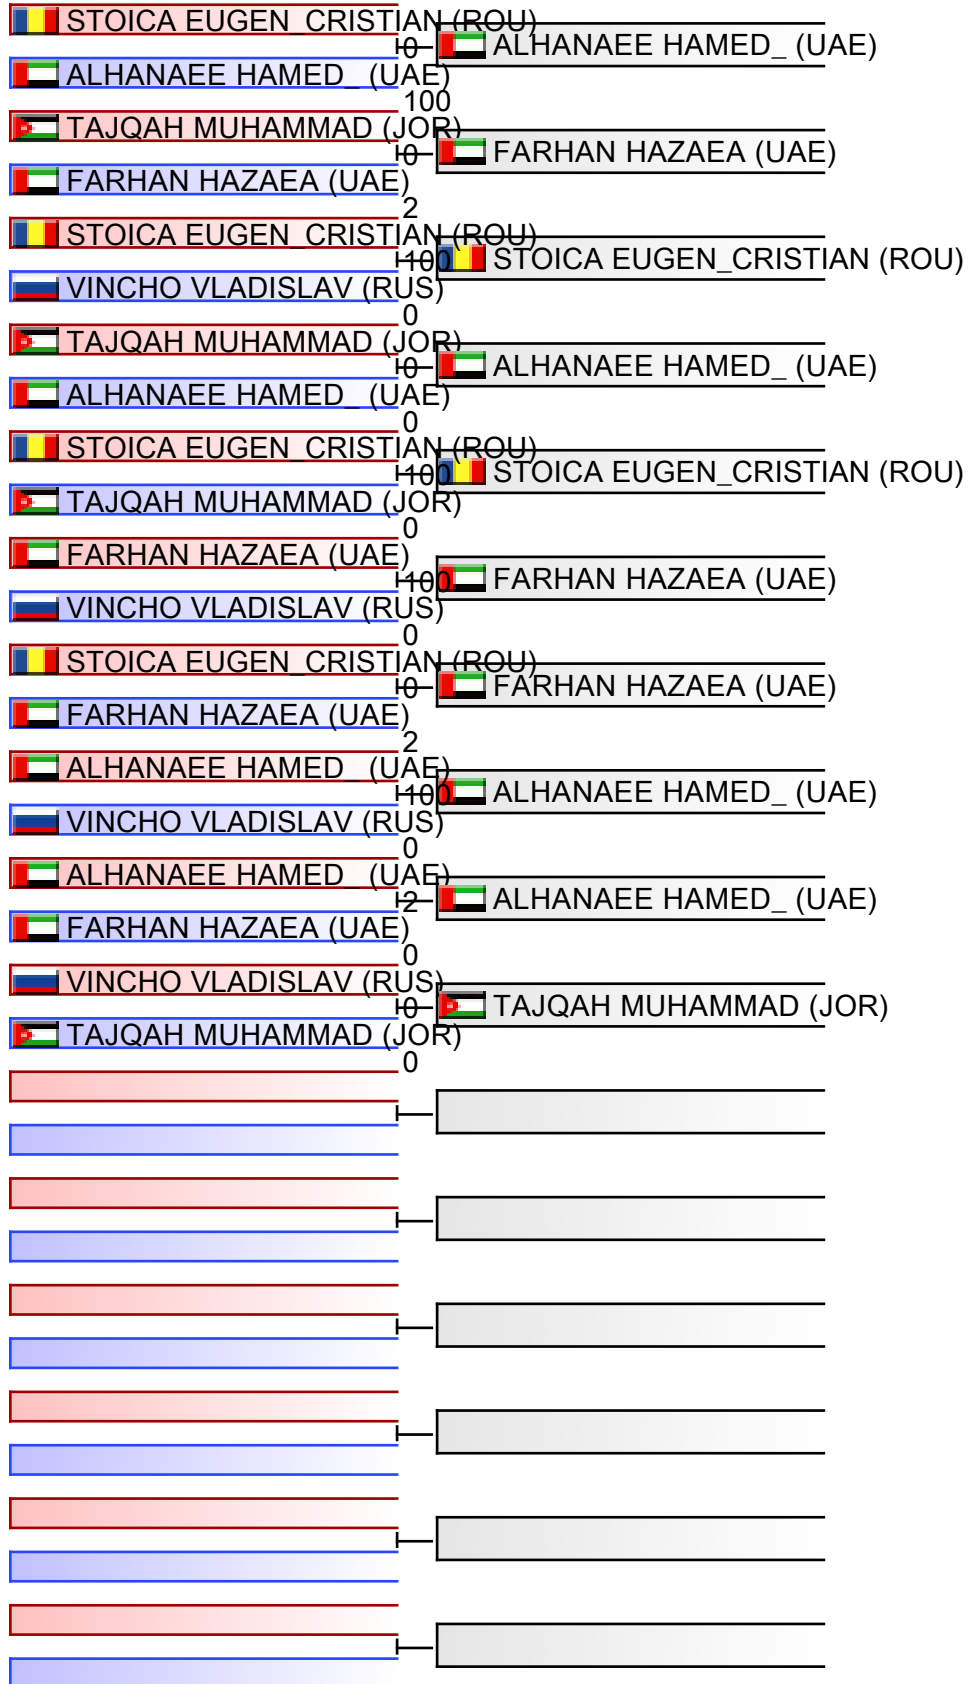 STOICA EUGEN_CRISTIAN (ROU)
0
ALHANAEE HAMED_ (UAE)
ALHANAEE HAMED_ (UAE)
100
TAJQAH MUHAMMAD (JOR)
0
FARHAN HAZAEA (UAE)
FARHAN HAZAEA (UAE)
2
STOICA EUGEN_CRISTIAN (ROU)
100
STOICA EUGEN_CRISTIAN (ROU)
VINCHO VLADISLAV (RUS)
0
TAJQAH MUHAMMAD (JOR)
0
ALHANAEE HAMED_ (UAE)
ALHANAEE HAMED_ (UAE)
0
STOICA EUGEN_CRISTIAN (ROU)
100
STOICA EUGEN_CRISTIAN (ROU)
TAJQAH MUHAMMAD (JOR)
0
FARHAN HAZAEA (UAE)
100
FARHAN HAZAEA (UAE)
VINCHO VLADISLAV (RUS)
0
STOICA EUGEN_CRISTIAN (ROU)
0
FARHAN HAZAEA (UAE)
FARHAN HAZAEA (UAE)
2
ALHANAEE HAMED_ (UAE)
100
ALHANAEE HAMED_ (UAE)
VINCHO VLADISLAV (RUS)
0
ALHANAEE HAMED_ (UAE)
2
ALHANAEE HAMED_ (UAE)
FARHAN HAZAEA (UAE)
0
VINCHO VLADISLAV (RUS)
0
TAJQAH MUHAMMAD (JOR)
TAJQAH MUHAMMAD (JOR)
0